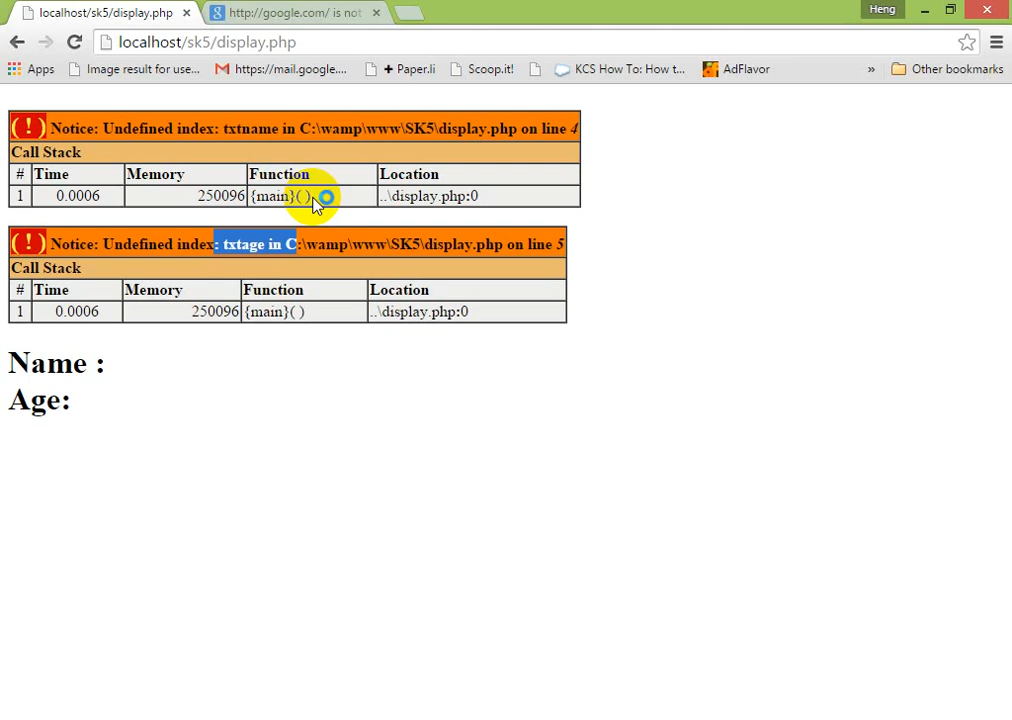 localhost/sk5/display.php
http://google.com/ is not
Heng
localhost/sk5/display.php
Apps
Image result for use...
https://mail.google....
+ Paper.li
Scoop.it!
KCS How To: How t...
AdFlavor
»
Other bookmarks
( ! ) Notice: Undefined index: txtname in C:\wamp\www\SK5\display.php on line 4
Call Stack
# Time Memory Function Location
1 0.0006 250096 {main}( ) ..\display.php:0
( ! ) Notice: Undefined index: txtage in C:\wamp\www\SK5\display.php on line 5
Call Stack
# Time Memory Function Location
1 0.0006 250096 {main}( ) ..\display.php:0
Name :
Age: